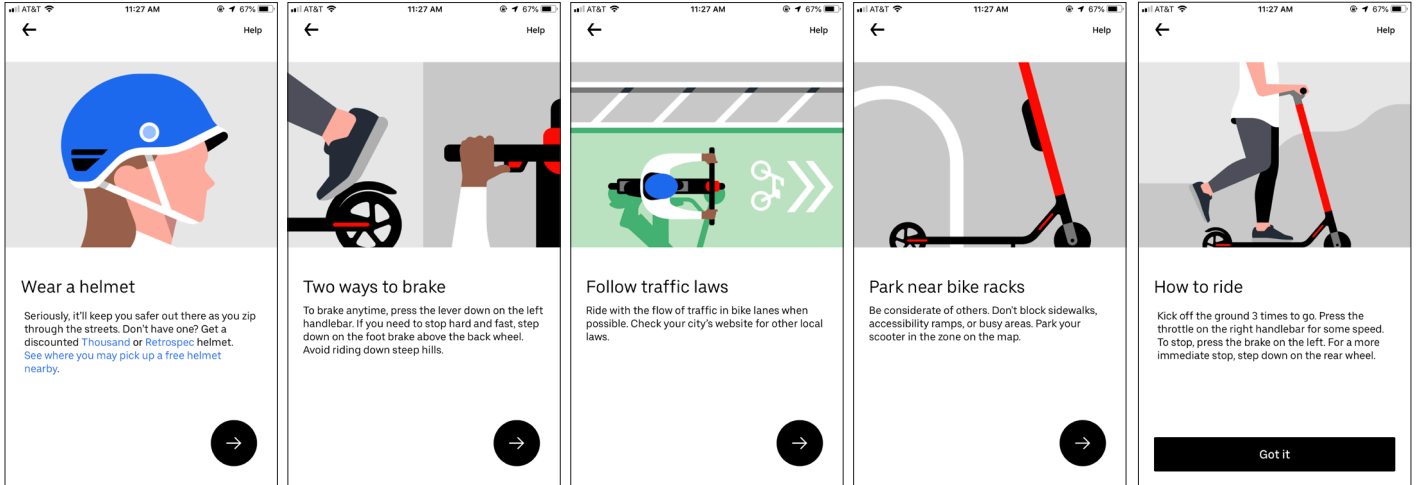 AT&T 11:27 AM 67%
Help
Wear a helmet
Seriously, it'll keep you safer out there as you zip
through the streets. Don't have one? Get a
discounted Thousand or Retrospec helmet.
See where you may pick up a free helmet
nearby.
AT&T 11:27 AM 67%
Help
Two ways to brake
To brake anytime, press the lever down on the left
handlebar. If you need to stop hard and fast, step
down on the foot brake above the back wheel.
Avoid riding down steep hills.
AT&T 11:27 AM 67%
Help
Follow traffic laws
Ride with the flow of traffic in bike lanes when
possible. Check your city's website for other local
laws.
AT&T 11:27 AM 67%
Help
Park near bike racks
Be considerate of others. Don't block sidewalks,
accessibility ramps, or busy areas. Park your
scooter in the zone on the map.
AT&T 11:27 AM 67%
Help
How to ride
Kick off the ground 3 times to go. Press the
throttle on the right handlebar for some speed.
To stop, press the brake on the left. For a more
immediate stop, step down on the rear wheel.
Got it